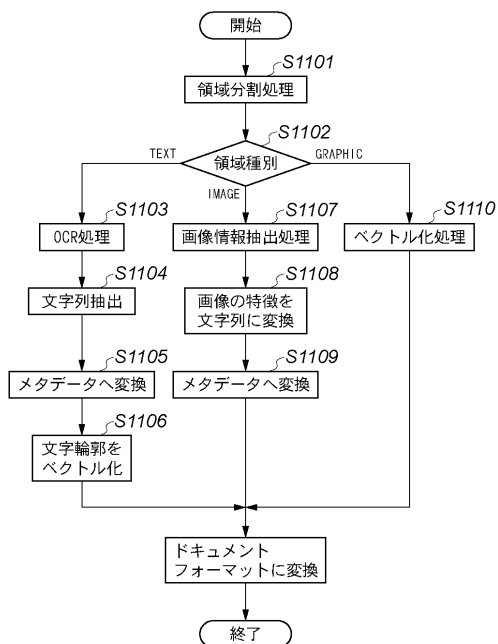 開始
S1101
領域分割処理
S1102
領域種別
TEXT
GRAPHIC
IMAGE
S1103
OCR処理
S1107
画像情報抽出処理
S1110
ベクトル化処理
S1104
文字列抽出
S1108
画像の特徴を
文字列に変換
S1105
メタデータへ変換
S1109
メタデータへ変換
S1106
文字輪郭を
ベクトル化
ドキュメント
フォーマットに変換
終了